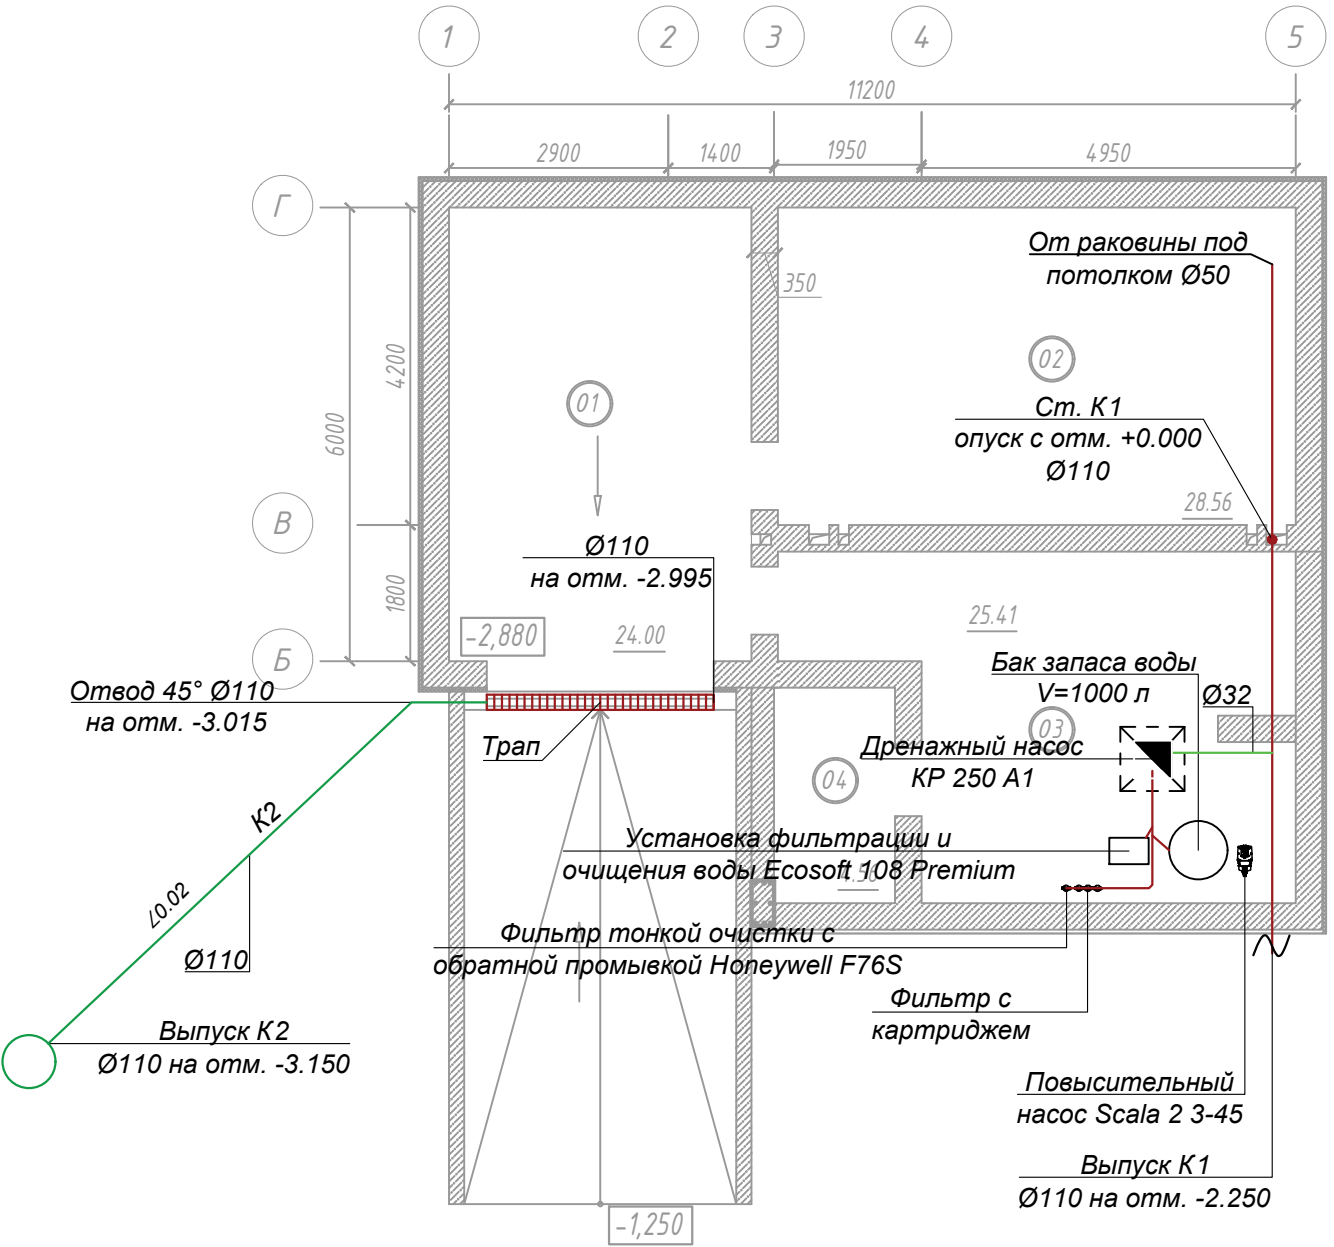 1
2
3
4
5
11200
2900
1400
1950
4950
Г
В
Б
6000
4200
1800
350
От раковины под
потолком Ø50
02
Ст. К1
опуск с отм. +0.000
Ø110
28.56
01
Ø110
на отм. -2.995
-2,880
24.00
25.41
Бак запаса воды
V=1000 л
Ø32
03
Отвод 45° Ø110
на отм. -3.015
Трап
Дренажный насос
КР 250 А1
04
К2
∠0.02
Ø110
Установка фильтрации и
очищения воды Ecosoft 108 Premium
Фильтр тонкой очистки с
обратной промывкой Honeywell F76S
Фильтр с
картриджем
Выпуск К2
Ø110 на отм. -3.150
Повысительный
насос Scala 2 3-45
Выпуск К1
Ø110 на отм. -2.250
-1,250